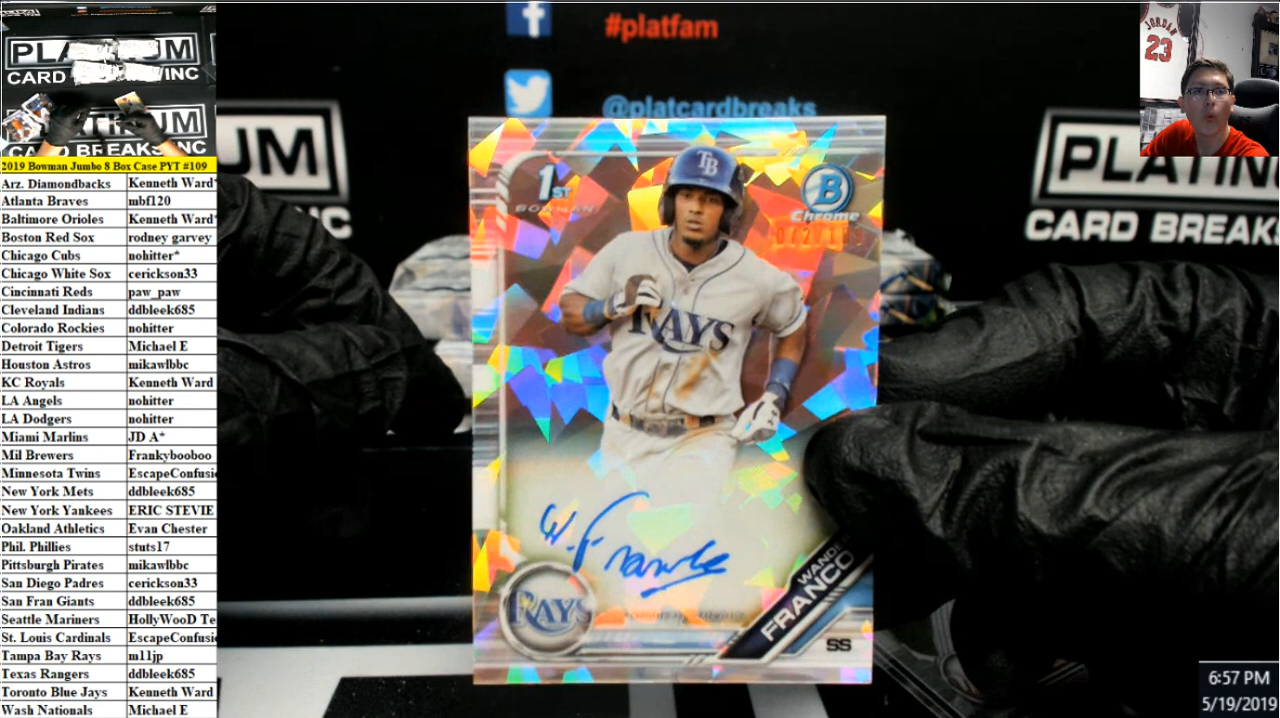 #platfam
@platcardbreaks
JORDAN
23
PLATINUM
CARD BREAKS INC
2019 Bowman Jumbo 8 Box Case PYT #109
Arz. Diamondbacks Kenneth Ward*
Atlanta Braves mbf120
Baltimore Orioles Kenneth Ward*
Boston Red Sox rodney garvey
Chicago Cubs nohitter*
Chicago White Sox cerickson33
Cincinnati Reds paw_paw
Cleveland Indians ddbleek685
Colorado Rockies nohitter
Detroit Tigers Michael E
Houston Astros mikawlbbc
KC Royals Kenneth Ward
LA Angels nohitter
LA Dodgers nohitter
Miami Marlins JD A*
Mil Brewers Frankybooboo
Minnesota Twins EscapeConfusi
New York Mets ddbleek685
New York Yankees ERIC STEVIE
Oakland Athletics Evan Chester
Phil. Phillies stuts17
Pittsburgh Pirates mikawlbbc
San Diego Padres cerickson33
San Fran Giants ddbleek685
Seattle Mariners HollyWooD Te
St. Louis Cardinals EscapeConfusi
Tampa Bay Rays m11jp
Texas Rangers ddbleek685
Toronto Blue Jays Kenneth Ward
Wash Nationals Michael E
UM
INC
PLATIN
CARD BREAK
1ST
BOWMAN
TB
B
Chrome
RAYS
W. Franco
RAYS
WANDER
FRANCO
SS
6:57 PM
5/19/2019